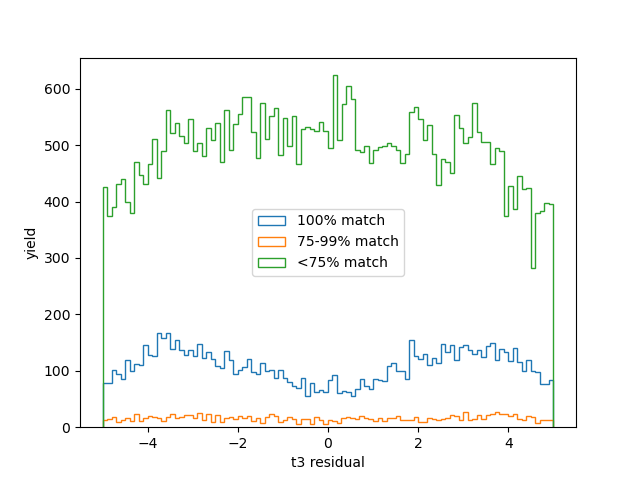 600
500
400
300
200
100
0
yield
100% match
75-99% match
<75% match
−4
−2
0
2
4
t3 residual